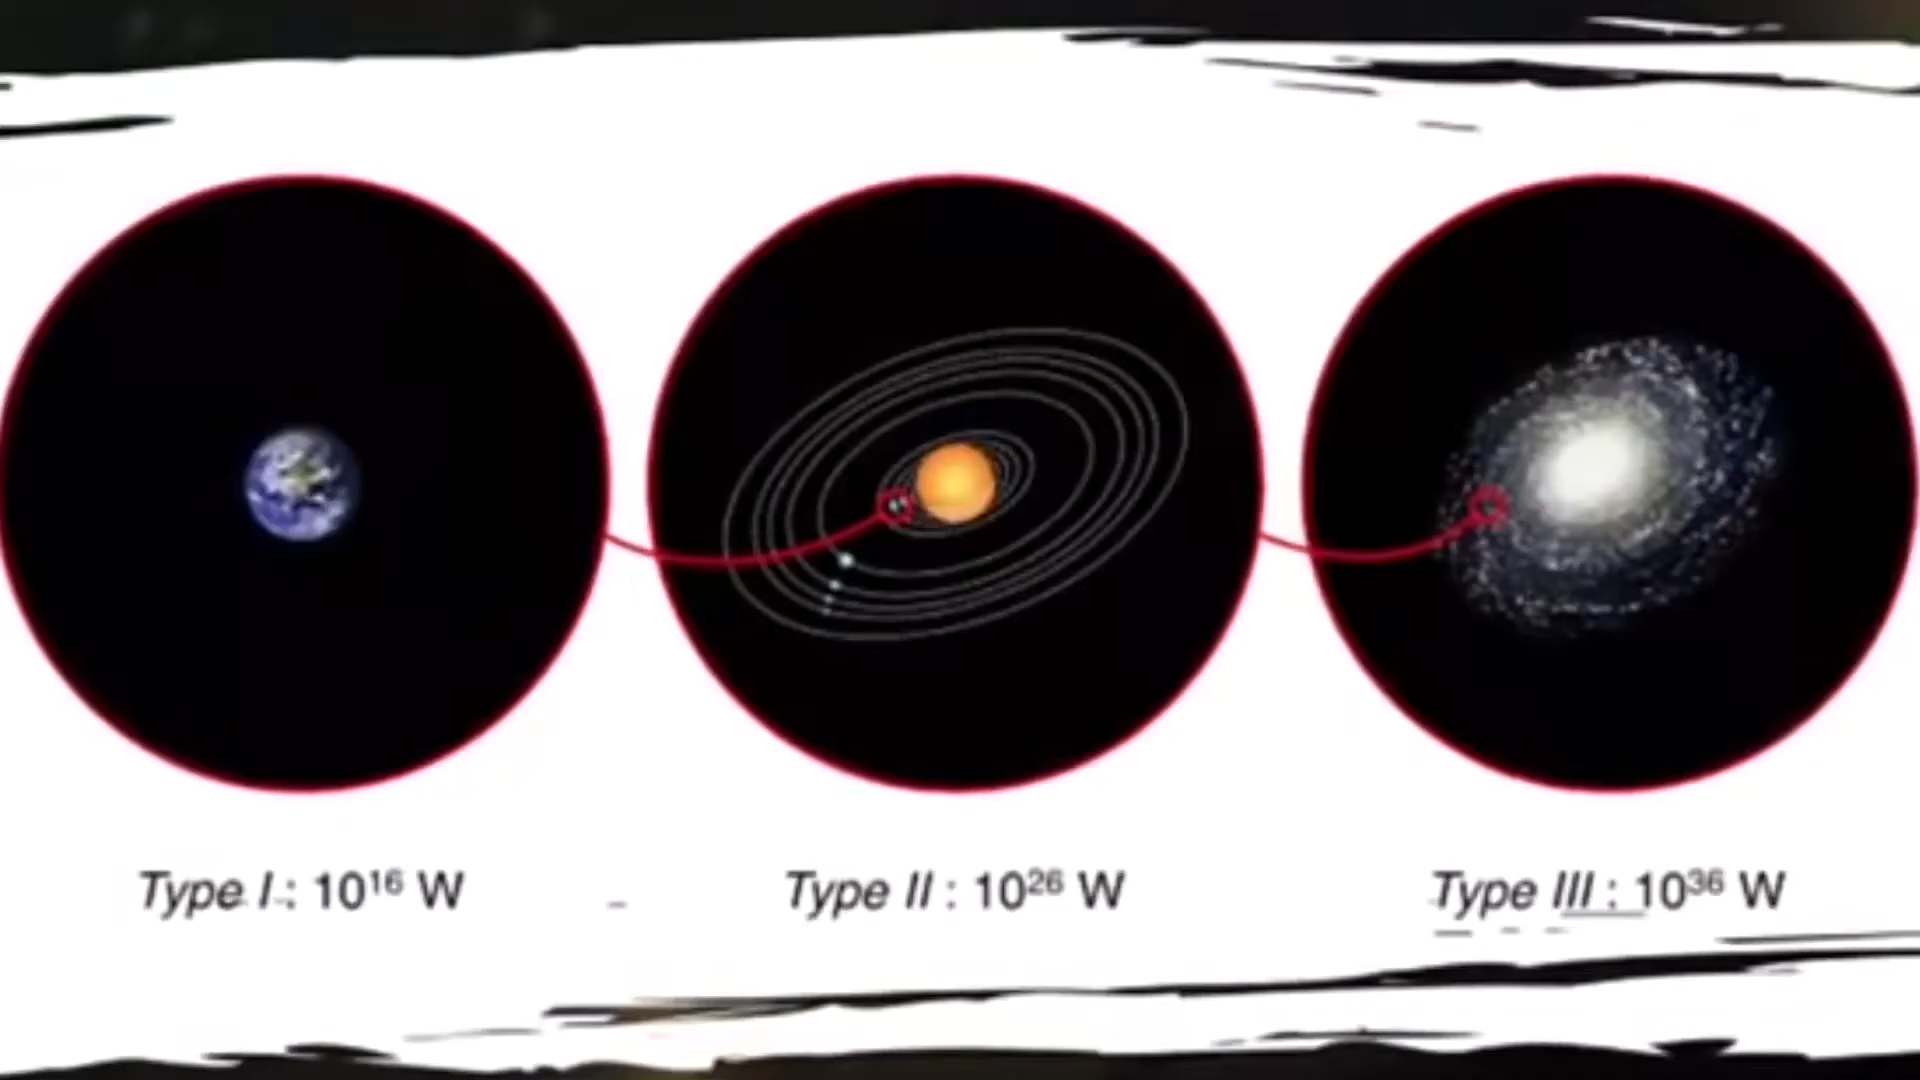 Type I : 10¹⁶ W
Type II : 10²⁶ W
Type III : 10³⁶ W